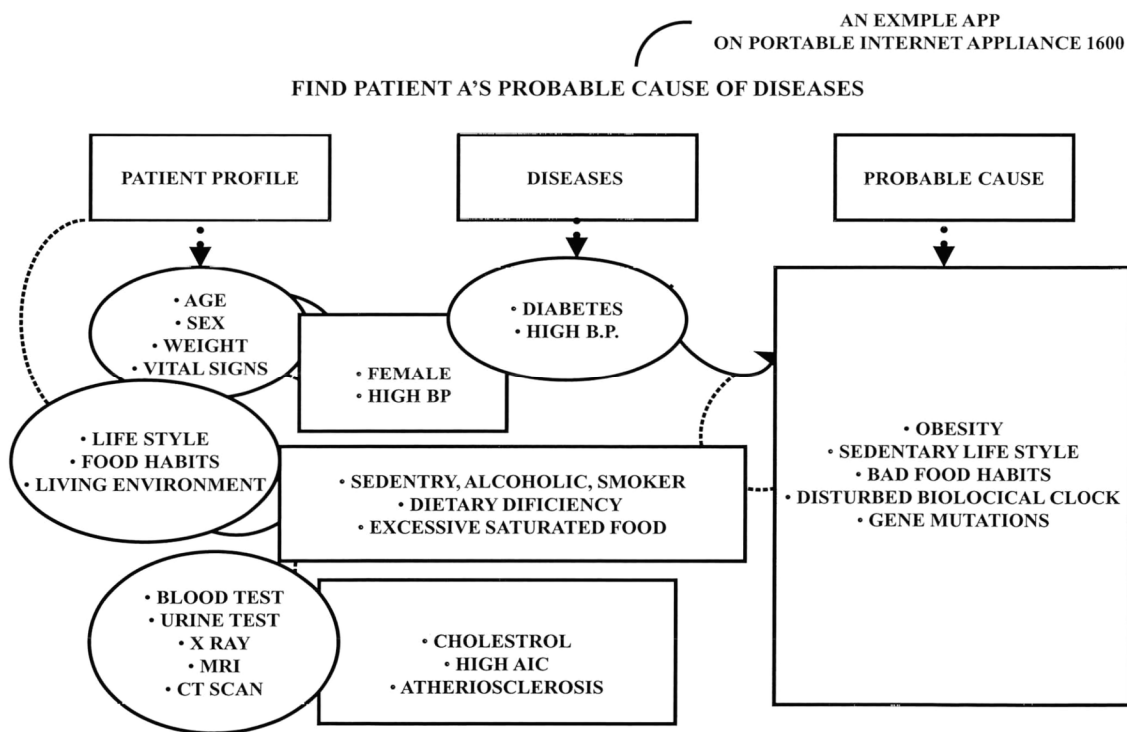 AN EXMPLE APP
ON PORTABLE INTERNET APPLIANCE 1600
FIND PATIENT A'S PROBABLE CAUSE OF DISEASES
PATIENT PROFILE
DISEASES
PROBABLE CAUSE
• AGE
• SEX
• WEIGHT
• VITAL SIGNS
• FEMALE
• HIGH BP
• DIABETES
• HIGH B.P.
• LIFE STYLE
• FOOD HABITS
• LIVING ENVIRONMENT
• SEDENTRY, ALCOHOLIC, SMOKER
• DIETARY DIFICIENCY
• EXCESSIVE SATURATED FOOD
• OBESITY
• SEDENTARY LIFE STYLE
• BAD FOOD HABITS
• DISTURBED BIOLOCICAL CLOCK
• GENE MUTATIONS
• BLOOD TEST
• URINE TEST
• X RAY
• MRI
• CT SCAN
• CHOLESTROL
• HIGH AIC
• ATHERIOSCLEROSIS